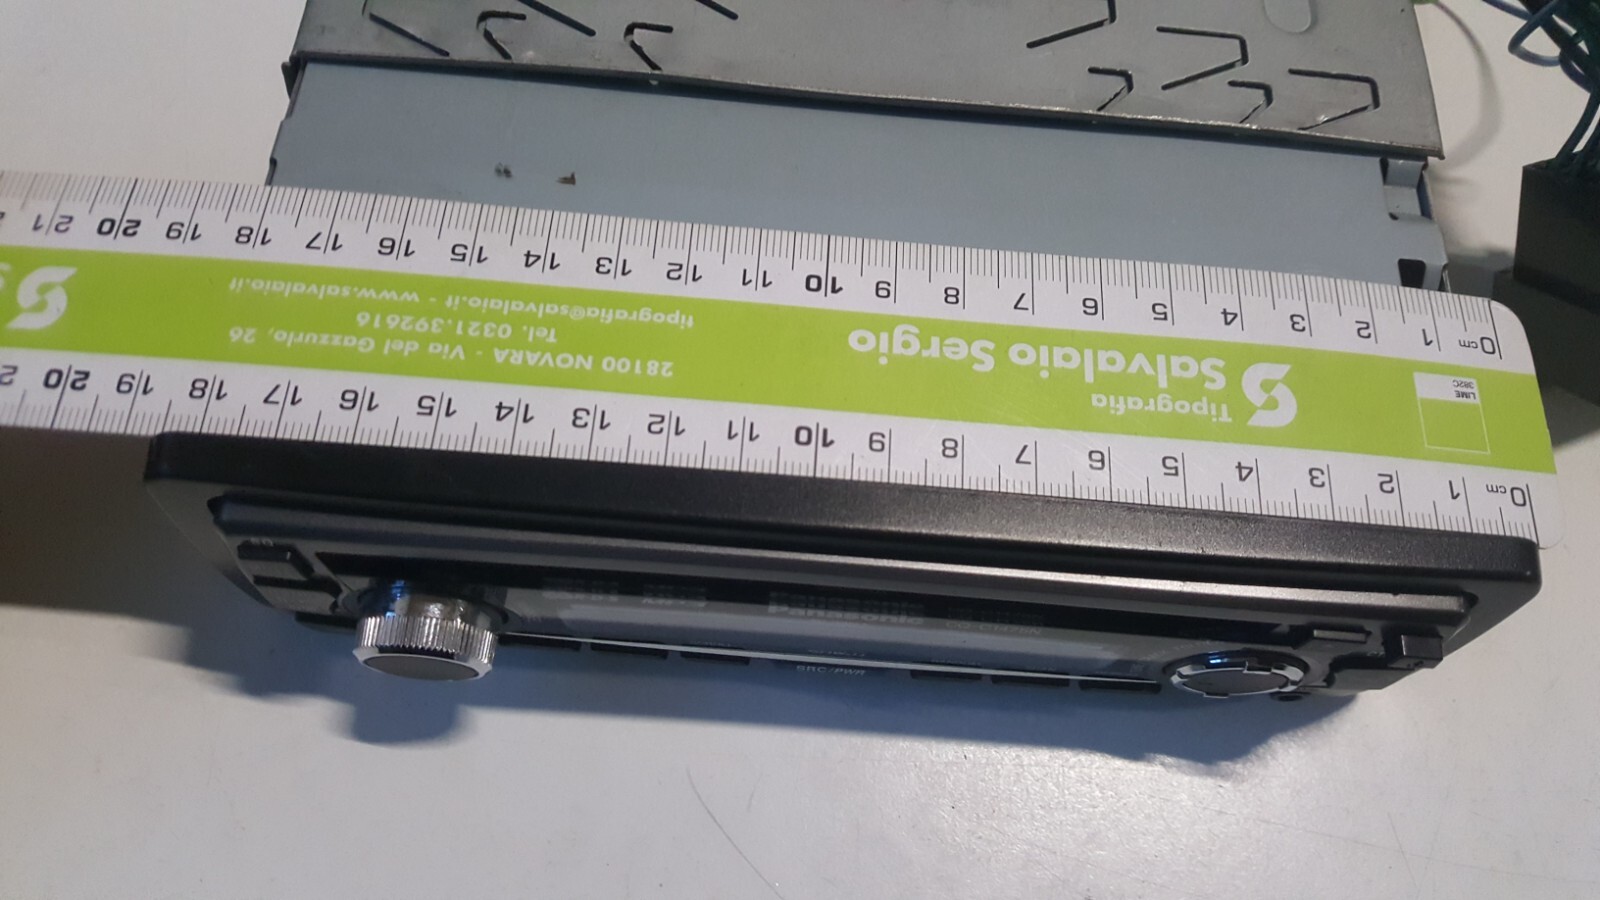 0 cm 1 2 3 4 5 6 7 8 9 10 11 12 13 14 15 16 17 18 19 20 2
Tipografia
Salvalaio Sergio
28100 NOVARA - Via del Gazzurlo, 26
Tel. 0321.392616
tipografia@salvalaio.it - www.salvalaio.it
LIME
382C
0 cm 1 2 3 4 5 6 7 8 9 10 11 12 13 14 15 16 17 18 19 20 21
Panasonic
SRC/PWR